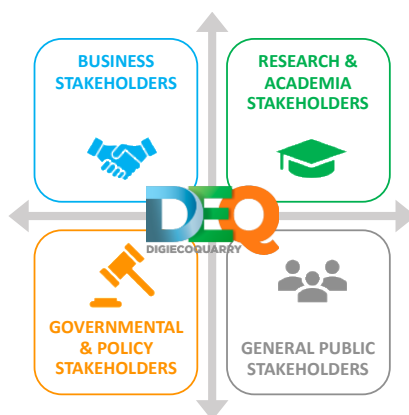 BUSINESS
STAKEHOLDERS
RESEARCH &
ACADEMIA
STAKEHOLDERS
DEQ
DIGIECOQUARRY
GOVERNMENTAL
& POLICY
STAKEHOLDERS
GENERAL PUBLIC
STAKEHOLDERS